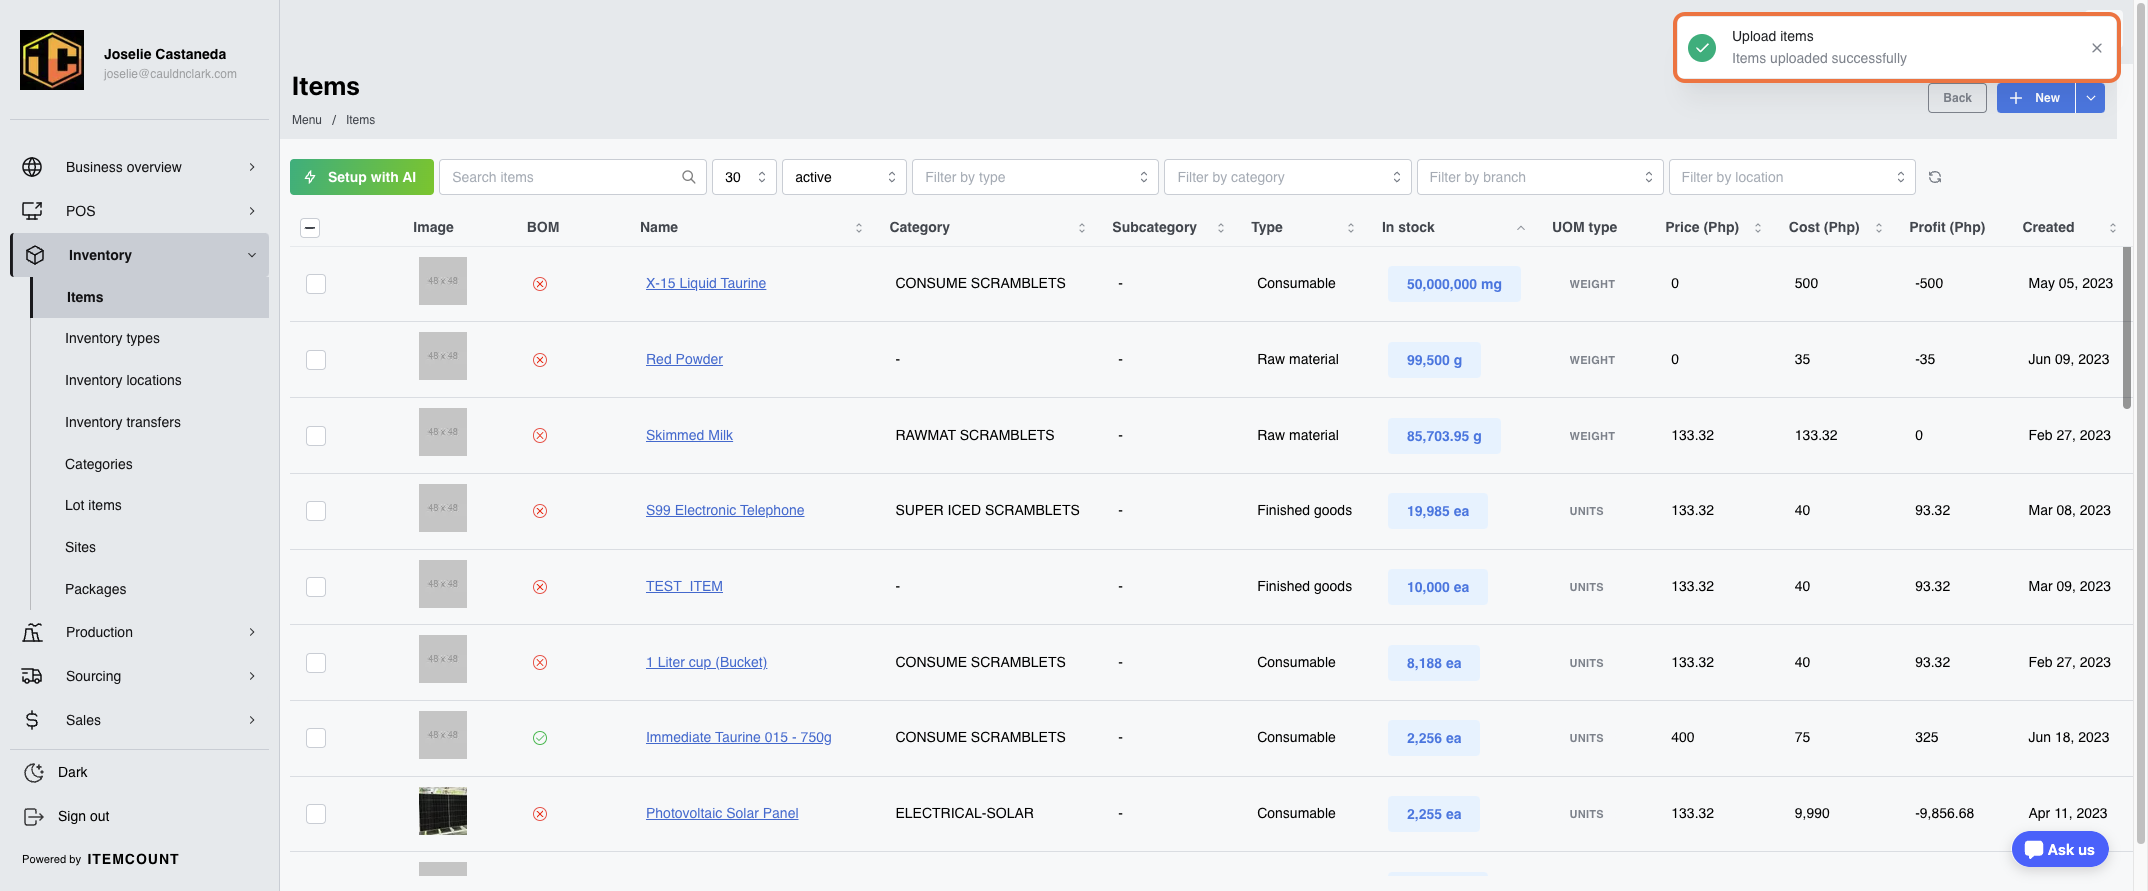 Joselie Castaneda
joselie@cauldnclark.com
Business overview
POS
Inventory
Items
Inventory types
Inventory locations
Inventory transfers
Categories
Lot items
Sites
Packages
Production
Sourcing
Sales
Dark
Sign out
Powered by ITEMCOUNT
Upload items
Items uploaded successfully
Items
Menu / Items
Back
New
Setup with AI Search items 30 active Filter by type Filter by category Filter by branch Filter by location
Image BOM Name Category Subcategory Type In stock UOM type Price (Php) Cost (Php) Profit (Php) Created
48 x 48 X-15 Liquid Taurine CONSUME SCRAMBLETS - Consumable 50,000,000 mg WEIGHT 0 500 -500 May 05, 2023
48 x 48 Red Powder - - Raw material 99,500 g WEIGHT 0 35 -35 Jun 09, 2023
48 x 48 Skimmed Milk RAWMAT SCRAMBLETS - Raw material 85,703.95 g WEIGHT 133.32 133.32 0 Feb 27, 2023
48 x 48 S99 Electronic Telephone SUPER ICED SCRAMBLETS - Finished goods 19,985 ea UNITS 133.32 40 93.32 Mar 08, 2023
48 x 48 TEST_ITEM - - Finished goods 10,000 ea UNITS 133.32 40 93.32 Mar 09, 2023
48 x 48 1 Liter cup (Bucket) CONSUME SCRAMBLETS - Consumable 8,188 ea UNITS 133.32 40 93.32 Feb 27, 2023
48 x 48 Immediate Taurine 015 - 750g CONSUME SCRAMBLETS - Consumable 2,256 ea UNITS 400 75 325 Jun 18, 2023
Photovoltaic Solar Panel ELECTRICAL-SOLAR - Consumable 2,255 ea UNITS 133.32 9,990 -9,856.68 Apr 11, 2023
Ask us